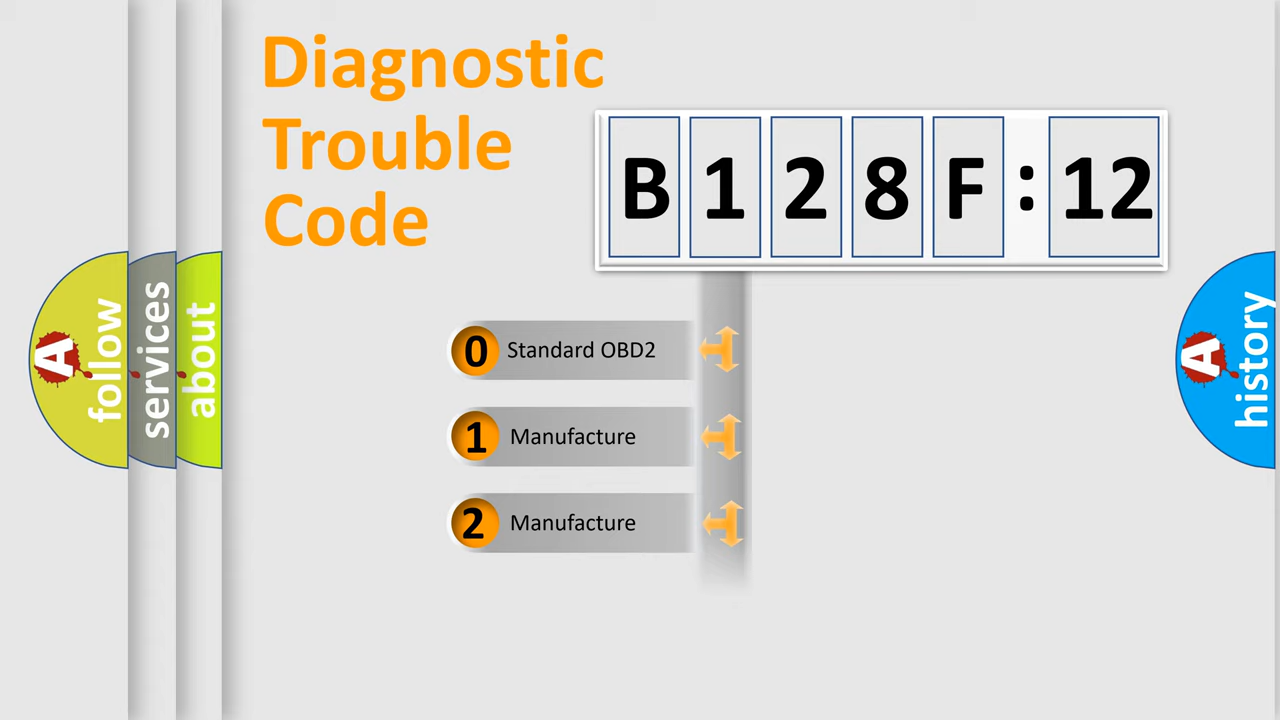 Diagnostic
Trouble
Code
B 1 2 8 F : 12
0 Standard OBD2
1 Manufacture
2 Manufacture
A follow
services
about
A history